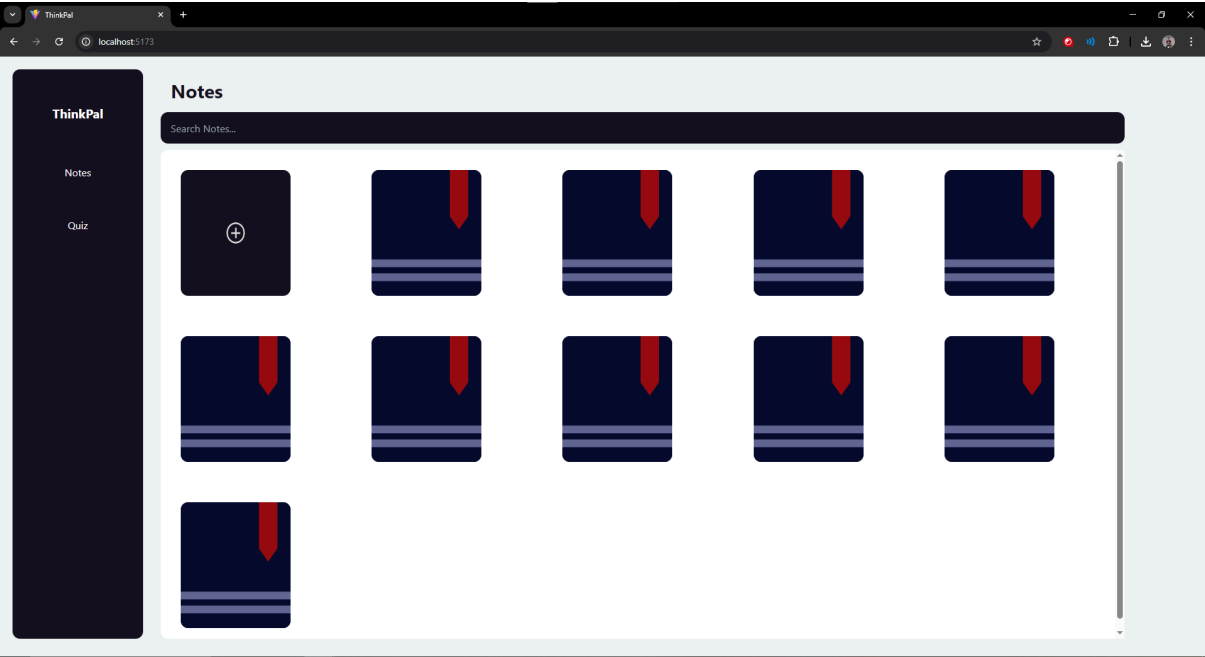 ThinkPal
localhost:5173
ThinkPal
Notes
Quiz
Notes
Search Notes...